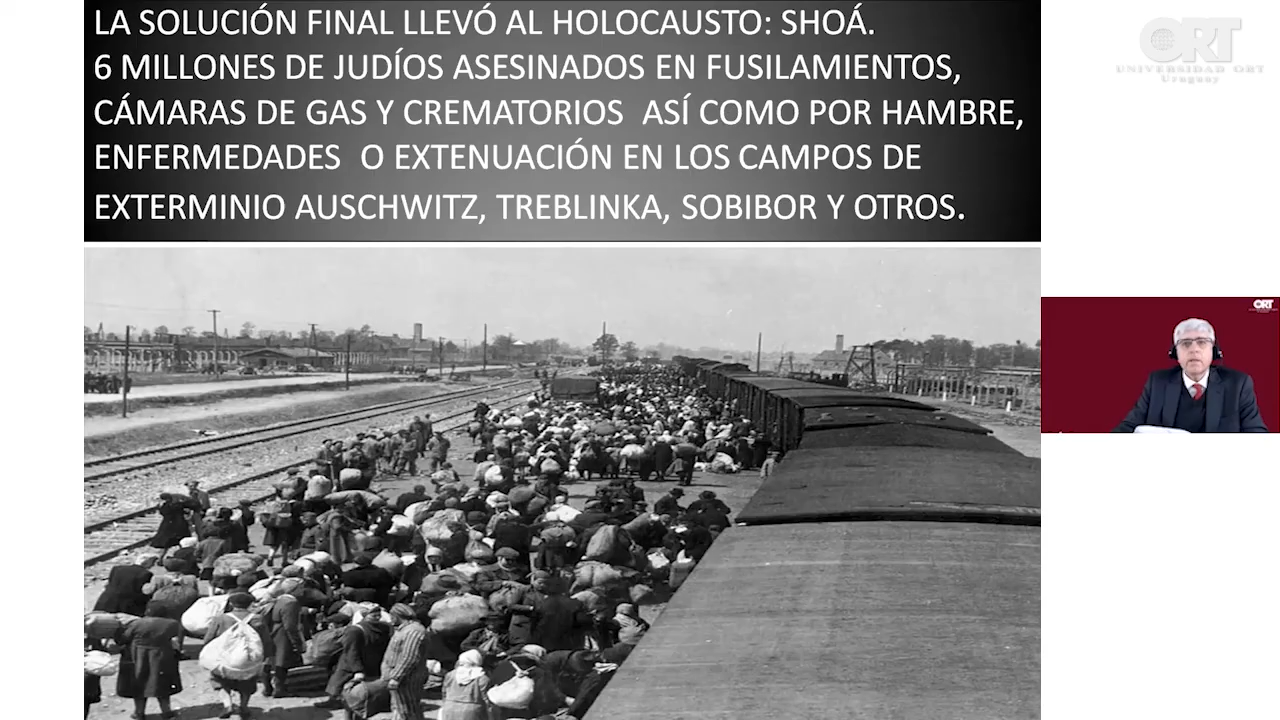 LA SOLUCIÓN FINAL LLEVÓ AL HOLOCAUSTO: SHOÁ.
6 MILLONES DE JUDÍOS ASESINADOS EN FUSILAMIENTOS,
CÁMARAS DE GAS Y CREMATORIOS  ASÍ COMO POR HAMBRE,
ENFERMEDADES  O EXTENUACIÓN EN LOS CAMPOS DE
EXTERMINIO AUSCHWITZ, TREBLINKA, SOBIBOR Y OTROS.
ORT
UNIVERSIDAD ORT
Uruguay
ORT